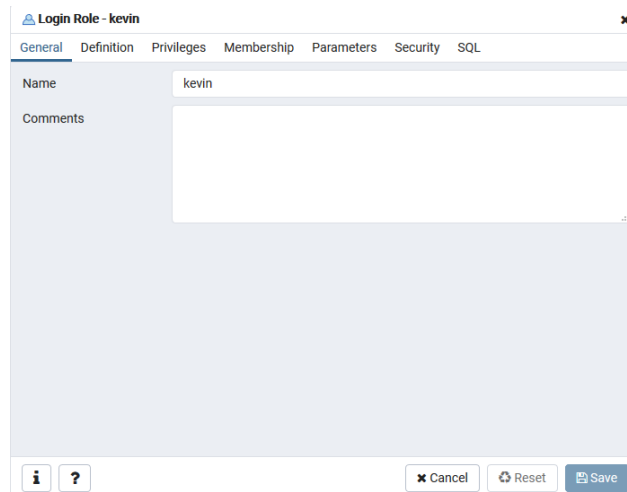 Login Role - kevin
General Definition Privileges Membership Parameters Security SQL
Name kevin
Comments
i ? Cancel Reset Save